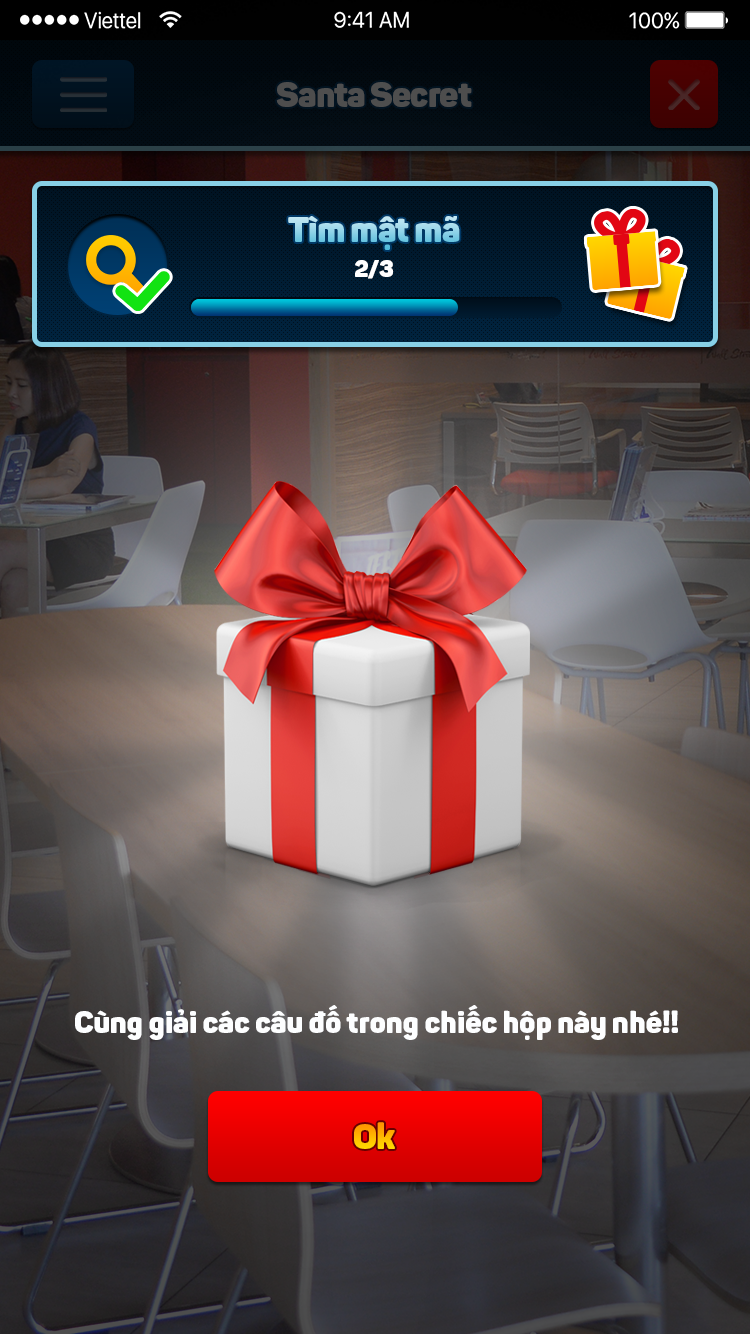 Viettel 9:41 AM 100%
Santa Secret
Tìm mật mã
2/3
Cùng giải các câu đố trong chiếc hộp này nhé!!
Ok